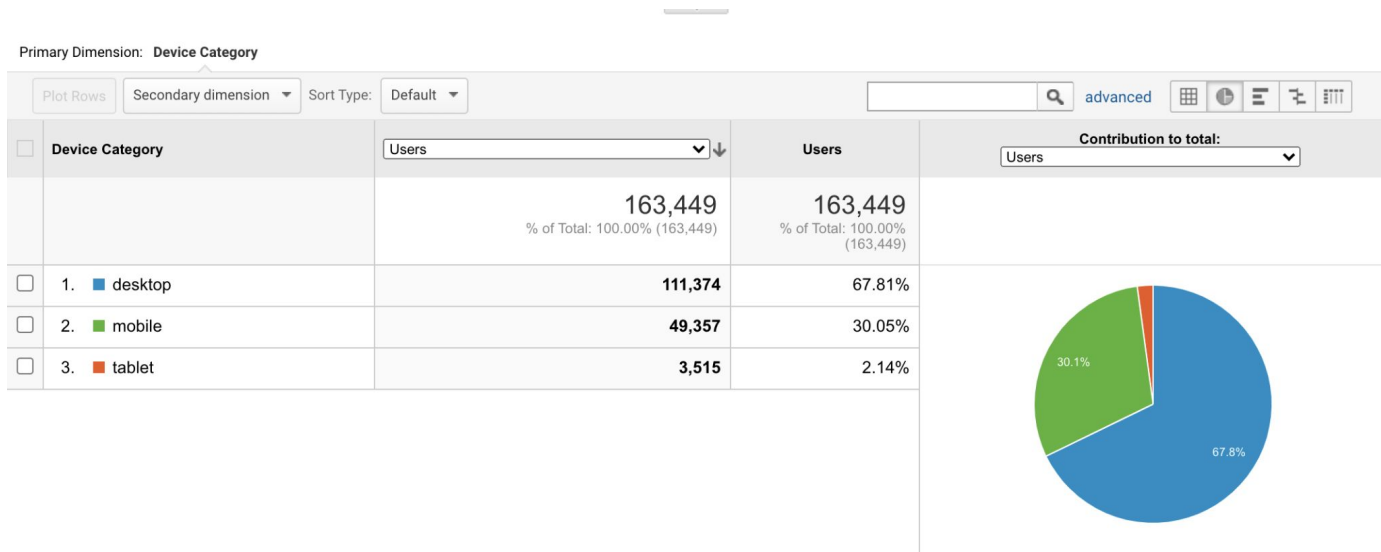 Primary Dimension: Device Category
Plot Rows Secondary dimension Sort Type: Default advanced
Device Category Users Users Contribution to total:
Users
163,449 163,449
% of Total: 100.00% (163,449) % of Total: 100.00%
(163,449)
1. desktop 111,374 67.81%
2. mobile 49,357 30.05%
3. tablet 3,515 2.14%
30.1%
67.8%